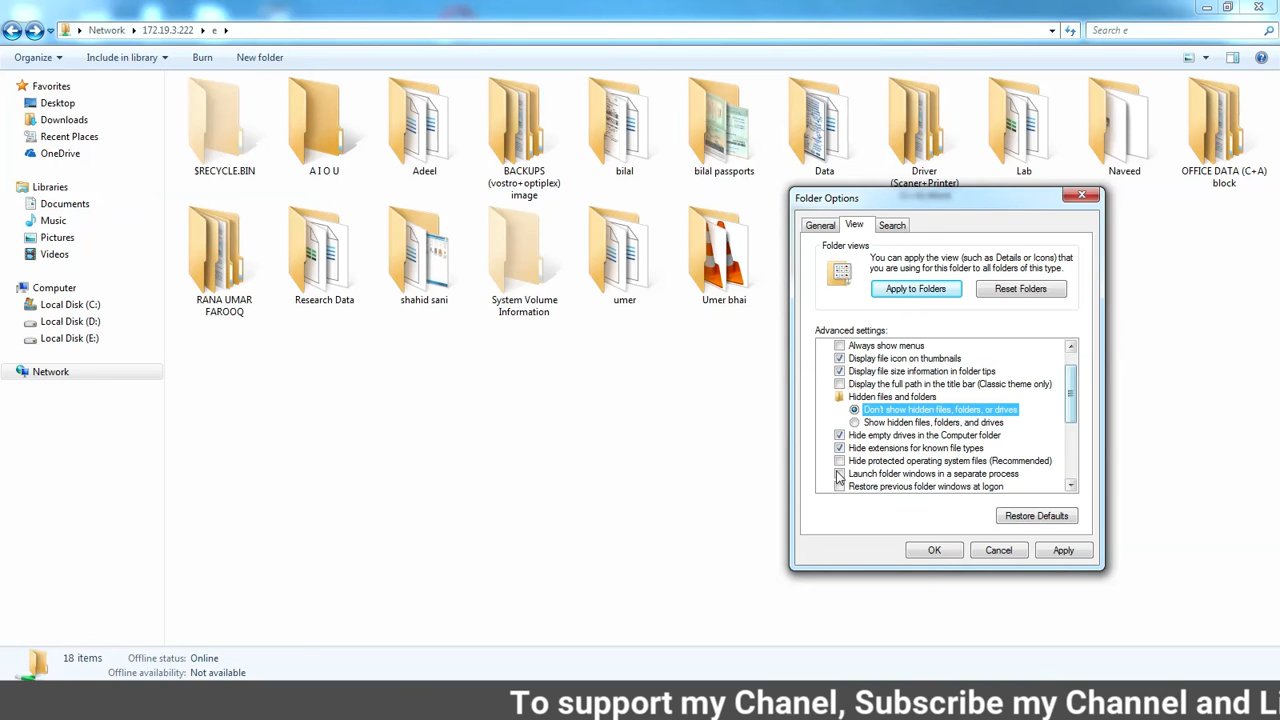 Network 172.19.3.222 e
Search e
Organize Include in library Burn New folder
Favorites
Desktop
Downloads
Recent Places
OneDrive
Libraries
Documents
Music
Pictures
Videos
Computer
Local Disk (C:)
Local Disk (D:)
Local Disk (E:)
Network
$RECYCLE.BIN
A I O U
Adeel
BACKUPS
(vostro+optiplex)
image
bilal
bilal passports
Data
Driver
(Scaner+Printer)
Lab
Naveed
OFFICE DATA (C+A)
block
RANA UMAR
FAROOQ
Research Data
shahid sani
System Volume
Information
umer
Umer bhai
Folder Options
General View Search
Folder views
You can apply the view (such as Details or Icons) that
you are using for this folder to all folders of this type.
Apply to Folders Reset Folders
Advanced settings:
Always show menus
Display file icon on thumbnails
Display file size information in folder tips
Display the full path in the title bar (Classic theme only)
Hidden files and folders
Don't show hidden files, folders, or drives
Show hidden files, folders, and drives
Hide empty drives in the Computer folder
Hide extensions for known file types
Hide protected operating system files (Recommended)
Launch folder windows in a separate process
Restore previous folder windows at logon
Restore Defaults
OK Cancel Apply
18 items Offline status: Online
Offline availability: Not available
To support my Chanel, Subscribe my Channel and Li